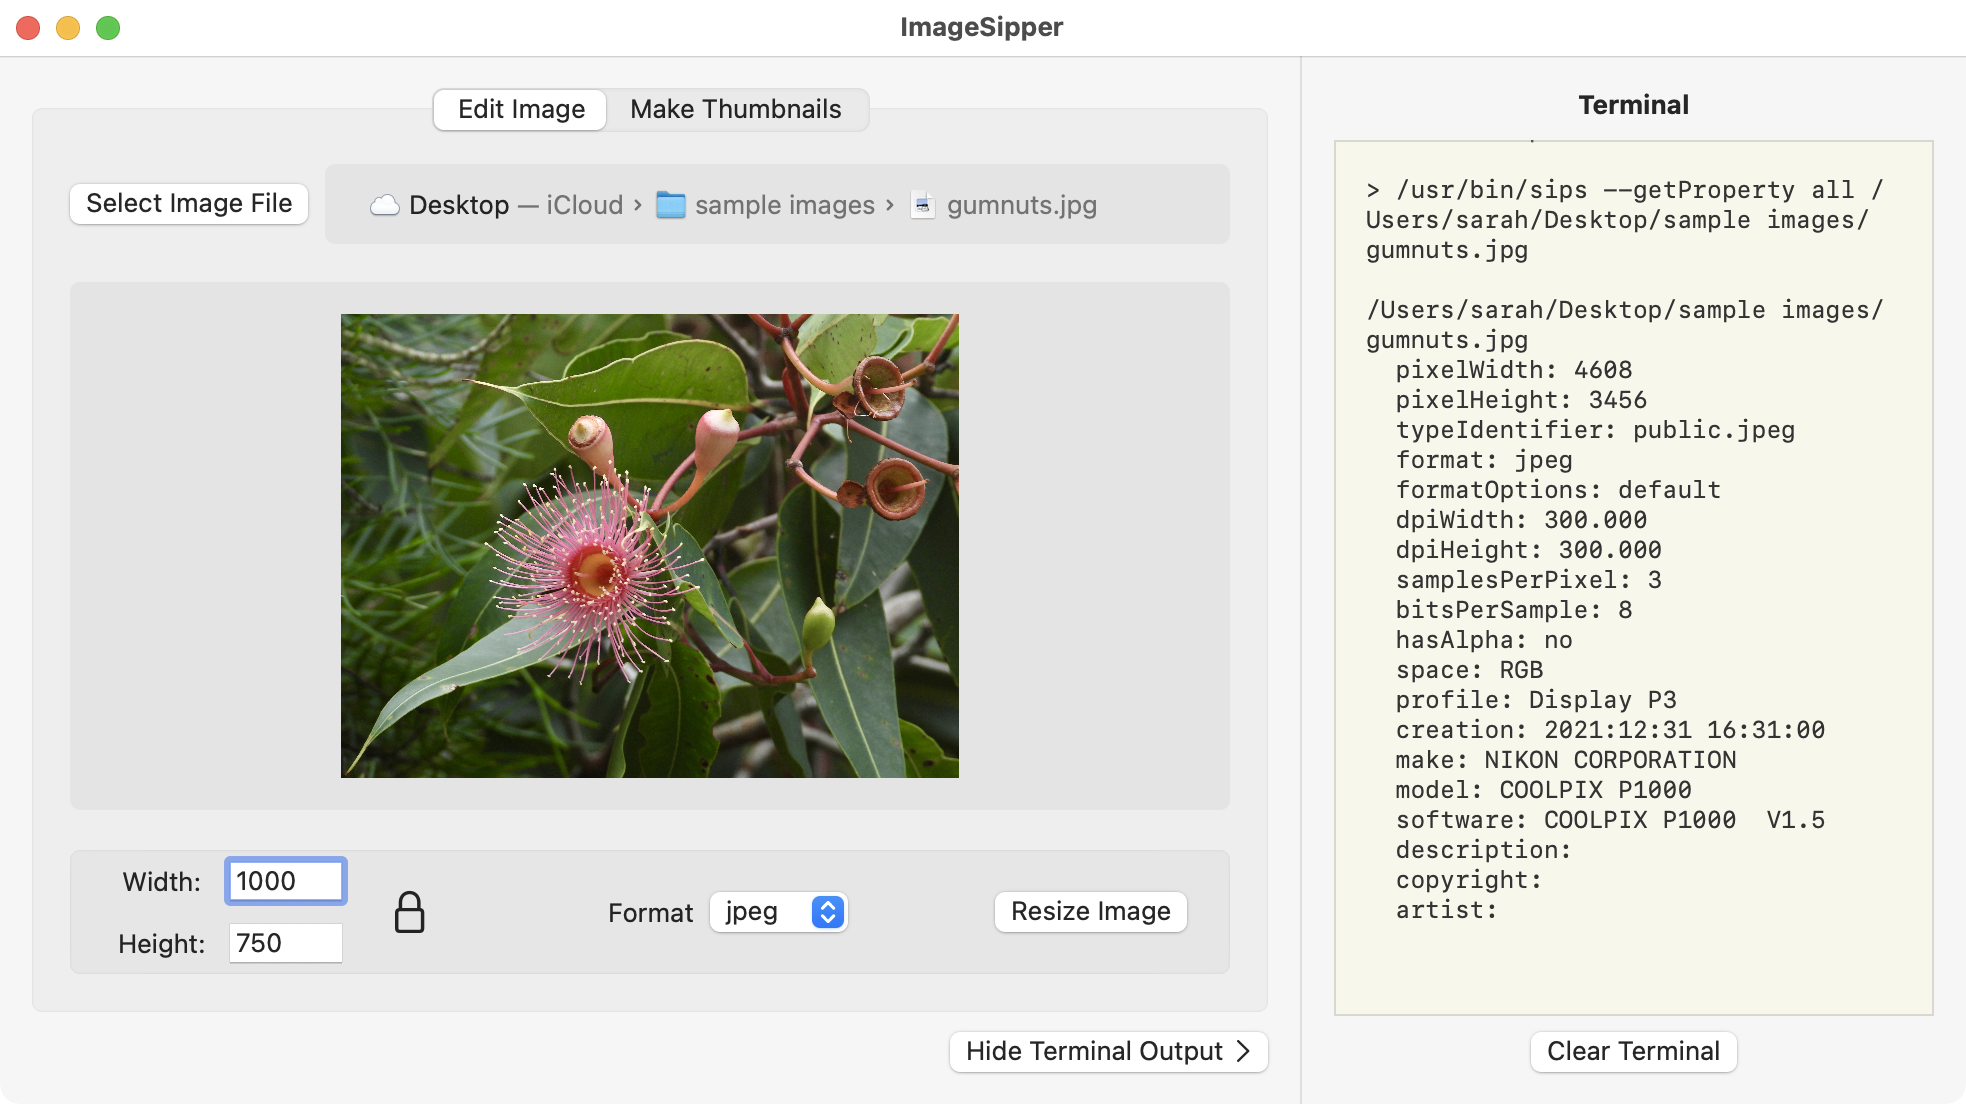 ImageSipper
Edit Image
Make Thumbnails
Select Image File
Desktop — iCloud › sample images › gumnuts.jpg
Width: 1000
Height: 750
Format jpeg
Resize Image
Hide Terminal Output
Terminal
> /usr/bin/sips --getProperty all /
Users/sarah/Desktop/sample images/
gumnuts.jpg
/Users/sarah/Desktop/sample images/
gumnuts.jpg
pixelWidth: 4608
pixelHeight: 3456
typeIdentifier: public.jpeg
format: jpeg
formatOptions: default
dpiWidth: 300.000
dpiHeight: 300.000
samplesPerPixel: 3
bitsPerSample: 8
hasAlpha: no
space: RGB
profile: Display P3
creation: 2021:12:31 16:31:00
make: NIKON CORPORATION
model: COOLPIX P1000
software: COOLPIX P1000  V1.5
description:
copyright:
artist:
Clear Terminal